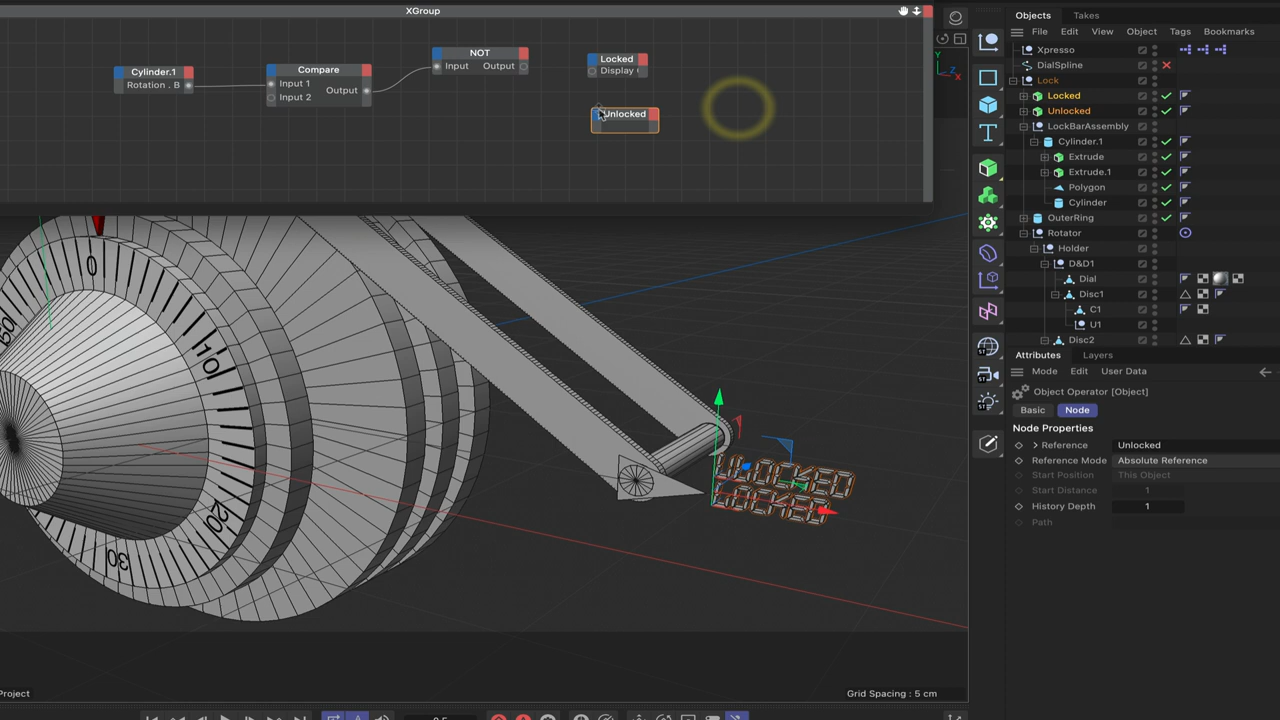 XGroup
Cylinder.1
Rotation . B
Compare
Input 1
Input 2
Output
NOT
Input
Output
Locked
Display
Unlocked
Objects
Takes
File
Edit
View
Object
Tags
Bookmarks
Xpresso
DialSpline
Lock
Locked
Unlocked
LockBarAssembly
Cylinder.1
Extrude
Extrude.1
Polygon
Cylinder
OuterRing
Rotator
Holder
D&D1
Dial
Disc1
C1
U1
Disc2
Attributes
Layers
Mode
Edit
User Data
Object Operator [Object]
Basic
Node
Node Properties
> Reference
Unlocked
Reference Mode
Absolute Reference
Start Position
This Object
Start Distance
1
History Depth
1
Path
Y
Z
0
10
20
30
50
LOCKED
Project
Grid Spacing : 5 cm